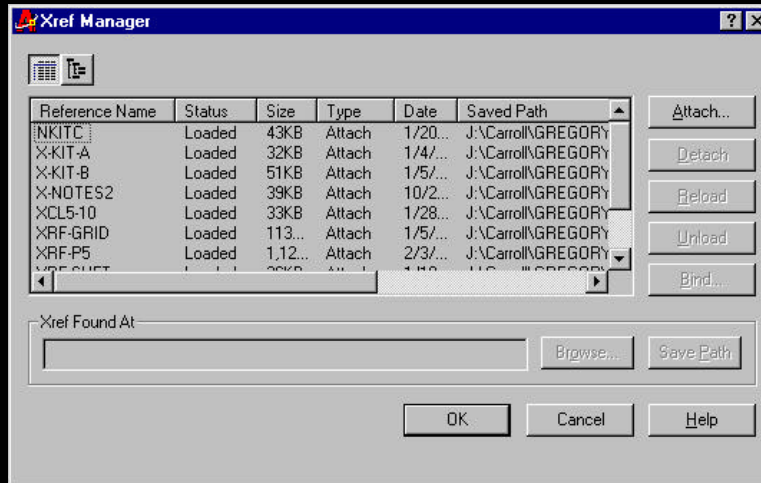 Xref Manager
Reference Name Status Size Type Date Saved Path
NKITC Loaded 43KB Attach 1/20... J:\Carroll\GREGORY
X-KIT-A Loaded 32KB Attach 1/4/... J:\Carroll\GREGORY
X-KIT-B Loaded 51KB Attach 1/5/... J:\Carroll\GREGORY
X-NOTES2 Loaded 39KB Attach 10/2... J:\Carroll\GREGORY
XCL5-10 Loaded 33KB Attach 1/28... J:\Carroll\GREGORY
XRF-GRID Loaded 113... Attach 1/5/... J:\Carroll\GREGORY
XRF-P5 Loaded 1,12... Attach 2/3/... J:\Carroll\GREGORY
Attach...
Detach
Reload
Unload
Bind...
Xref Found At
Browse... Save Path
OK Cancel Help